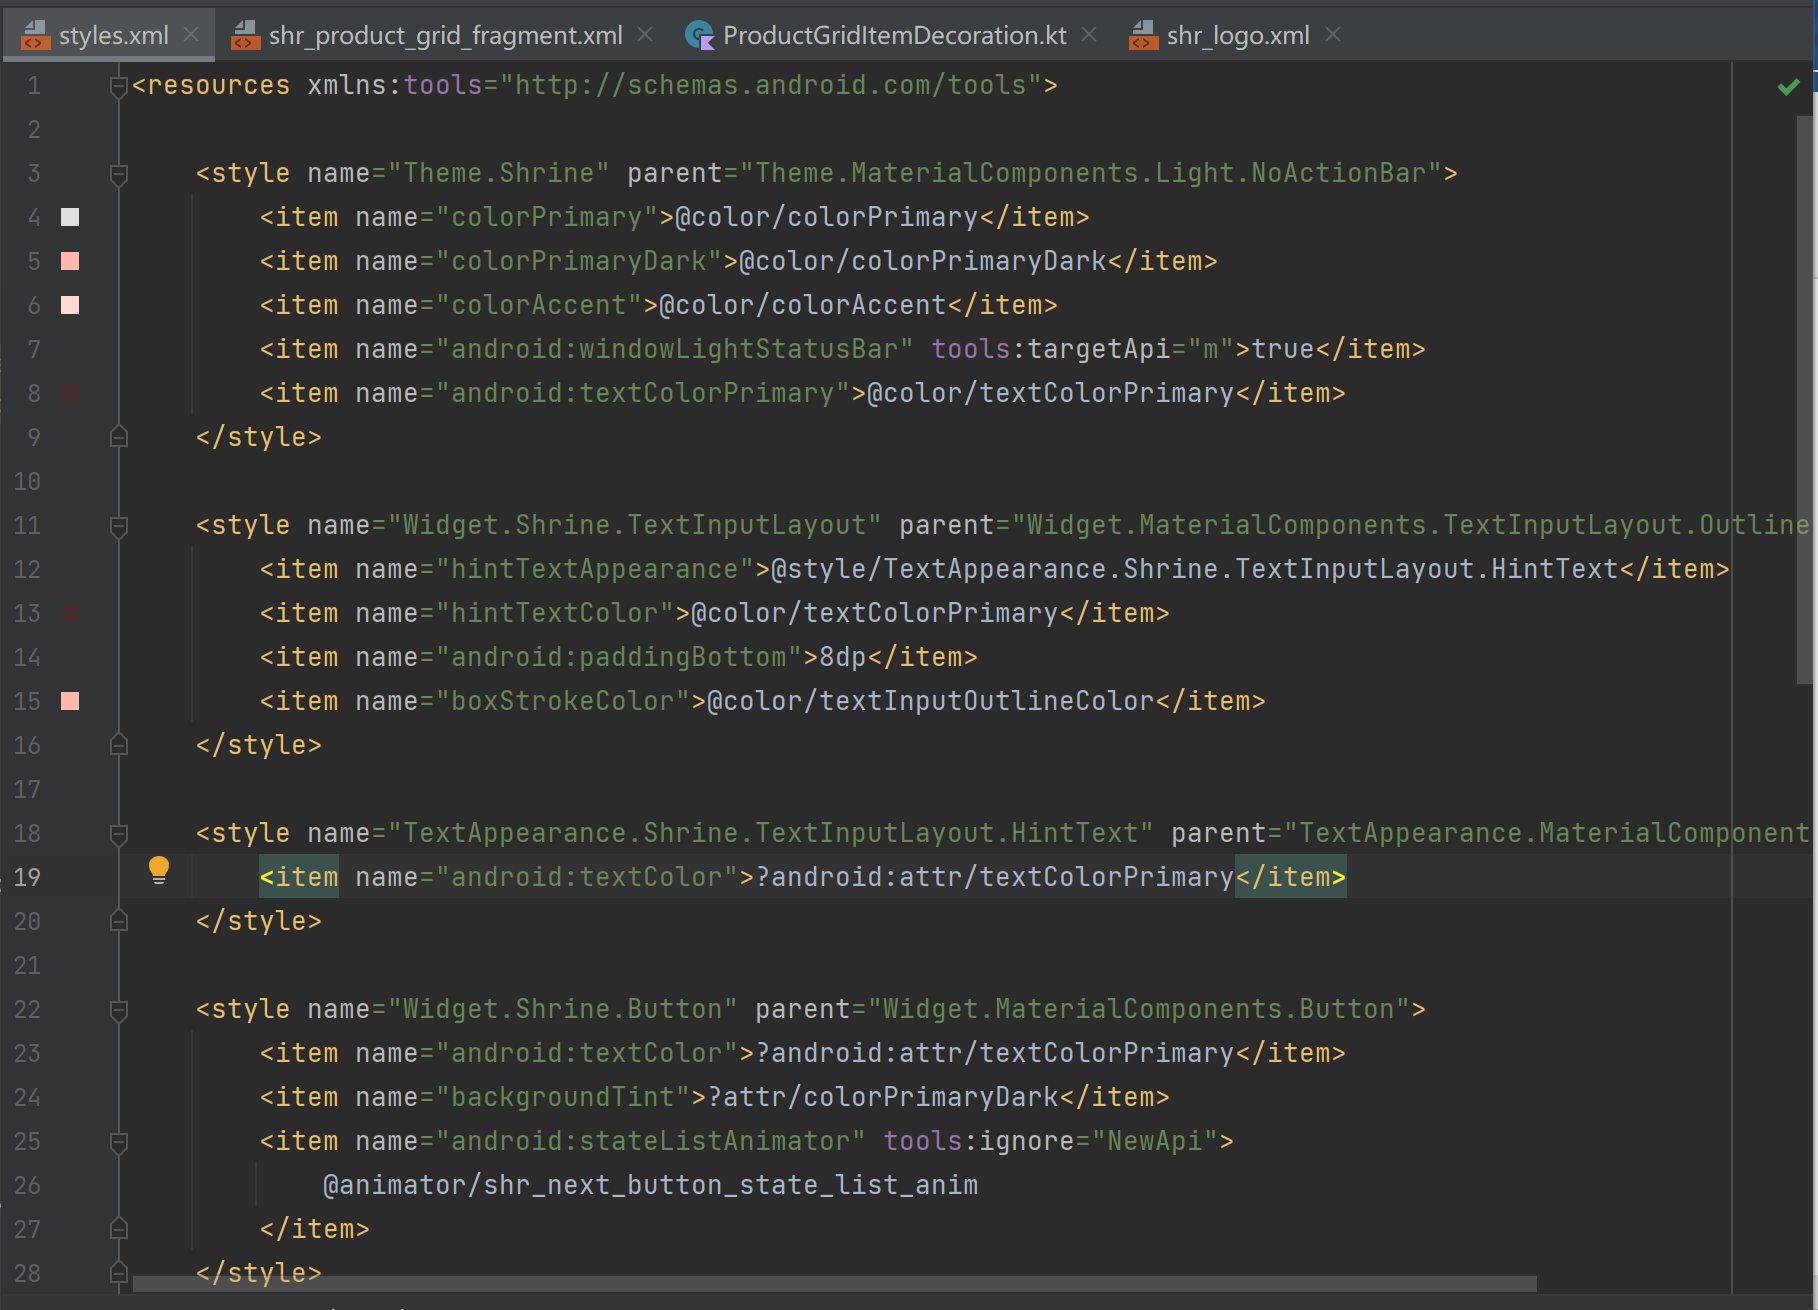 styles.xml shr_product_grid_fragment.xml ProductGridItemDecoration.kt shr_logo.xml
1 <resources xmlns:tools="http://schemas.android.com/tools">
2
3 <style name="Theme.Shrine" parent="Theme.MaterialComponents.Light.NoActionBar">
4 <item name="colorPrimary">@color/colorPrimary</item>
5 <item name="colorPrimaryDark">@color/colorPrimaryDark</item>
6 <item name="colorAccent">@color/colorAccent</item>
7 <item name="android:windowLightStatusBar" tools:targetApi="m">true</item>
8 <item name="android:textColorPrimary">@color/textColorPrimary</item>
9 </style>
10
11 <style name="Widget.Shrine.TextInputLayout" parent="Widget.MaterialComponents.TextInputLayout.Outline
12 <item name="hintTextAppearance">@style/TextAppearance.Shrine.TextInputLayout.HintText</item>
13 <item name="hintTextColor">@color/textColorPrimary</item>
14 <item name="android:paddingBottom">8dp</item>
15 <item name="boxStrokeColor">@color/textInputOutlineColor</item>
16 </style>
17
18 <style name="TextAppearance.Shrine.TextInputLayout.HintText" parent="TextAppearance.MaterialComponent
19 <item name="android:textColor">?android:attr/textColorPrimary</item>
20 </style>
21
22 <style name="Widget.Shrine.Button" parent="Widget.MaterialComponents.Button">
23 <item name="android:textColor">?android:attr/textColorPrimary</item>
24 <item name="backgroundTint">?attr/colorPrimaryDark</item>
25 <item name="android:stateListAnimator" tools:ignore="NewApi">
26 @animator/shr_next_button_state_list_anim
27 </item>
28 </style>